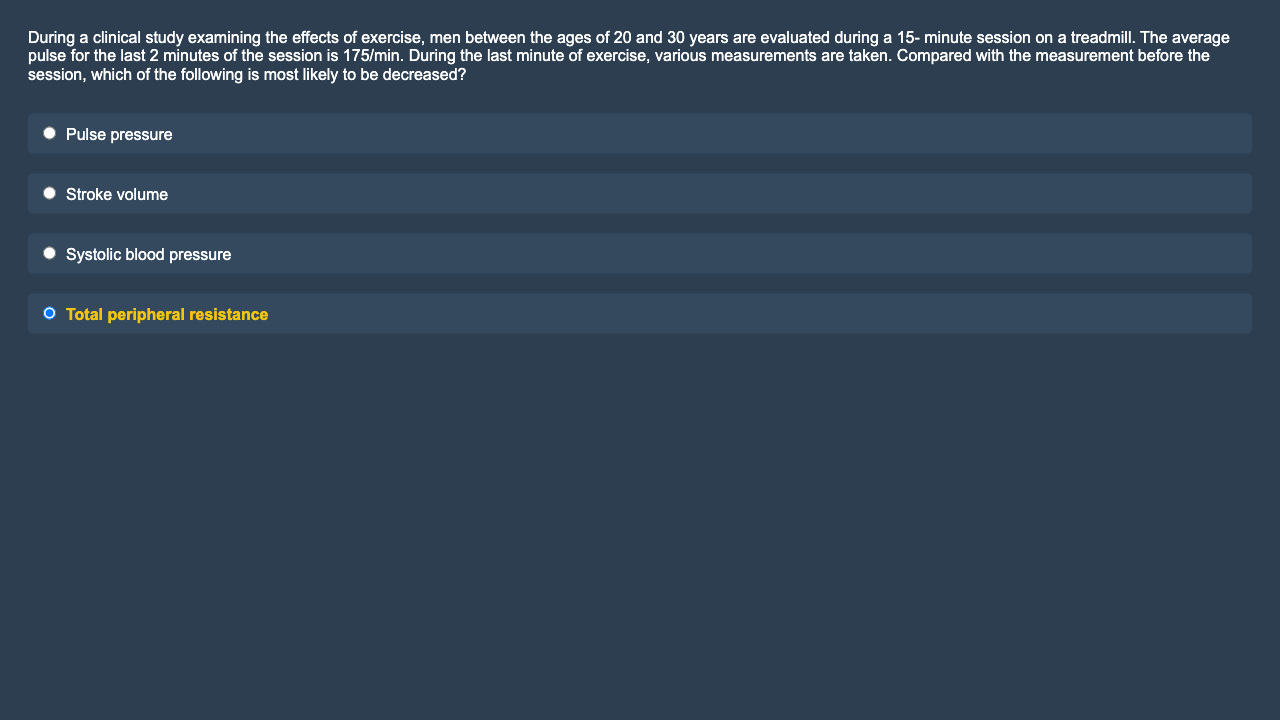 During a clinical study examining the effects of exercise, men between the ages of 20 and 30 years are evaluated during a 15- minute session on a treadmill. The average
pulse for the last 2 minutes of the session is 175/min. During the last minute of exercise, various measurements are taken. Compared with the measurement before the
session, which of the following is most likely to be decreased?
Pulse pressure
Stroke volume
Systolic blood pressure
Total peripheral resistance